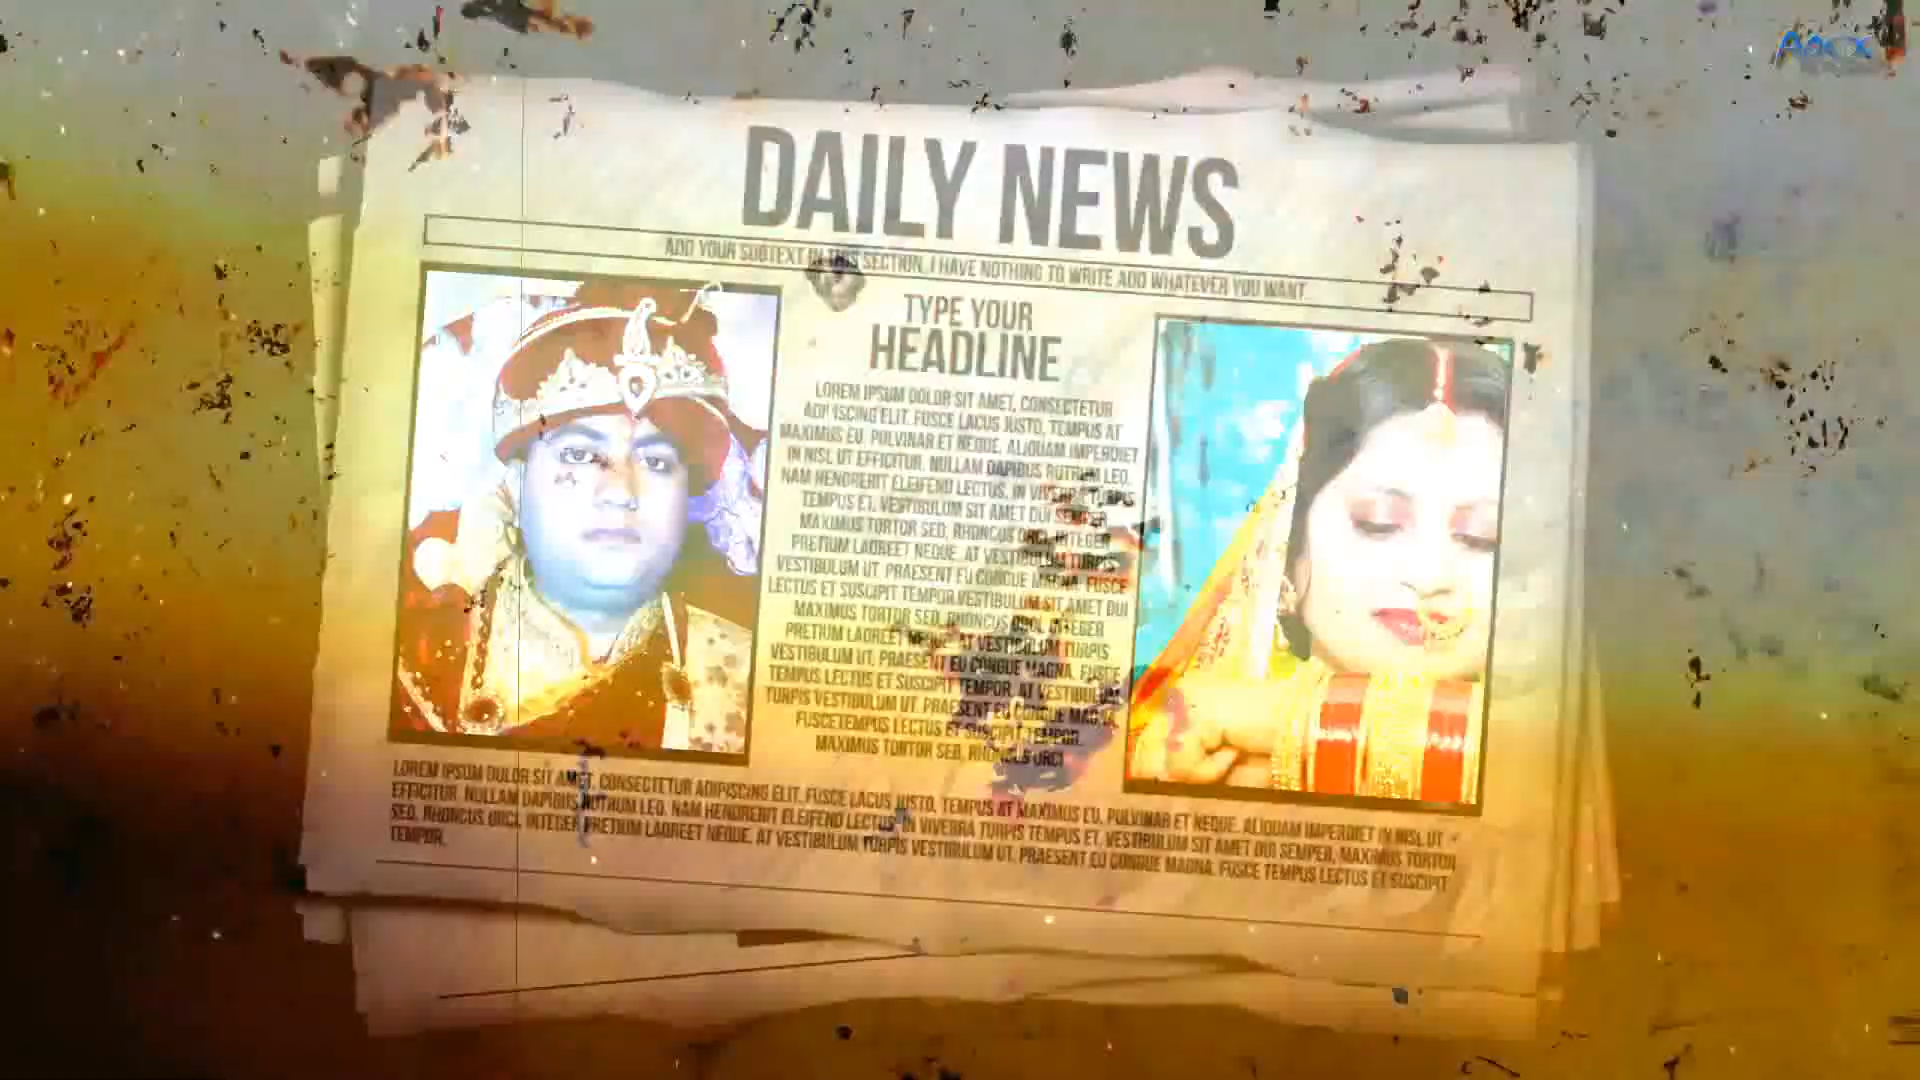 DAILY NEWS
ADD YOUR SUBTEXT IN THIS SECTION, I HAVE NOTHING TO WRITE ADD WHATEVER YOU WANT
TYPE YOUR
HEADLINE
LOREM IPSUM DOLOR SIT AMET, CONSECTETUR
ADIPISCING ELIT. FUSCE LACUS JUSTO, TEMPUS AT
MAXIMUS EU, PULVINAR ET NEQUE. ALIQUAM IMPERDIET
IN NISL UT EFFICITUR. NULLAM DAPIBUS RUTRUM LEO,
NAM HENDRERIT ELEIFEND LECTUS, IN VIVERRA TURPIS
TEMPUS ET. VESTIBULUM SIT AMET DUI SEMPER,
MAXIMUS TORTOR SED, RHONCUS ORCI. INTEGER
PRETIUM LAOREET NEQUE, AT VESTIBULUM TURPIS
VESTIBULUM UT. PRAESENT EU CONGUE MAGNA. FUSCE
LECTUS ET SUSCIPIT TEMPOR.VESTIBULUM SIT AMET DUI
MAXIMUS TORTOR SED, RHONCUS ORCI. INTEGER
PRETIUM LAOREET NEQUE, AT VESTIBULUM TURPIS
VESTIBULUM UT. PRAESENT EU CONGUE MAGNA. FUSCE
TEMPUS LECTUS ET SUSCIPIT TEMPOR. AT VESTIBULUM
TURPIS VESTIBULUM UT. PRAESENT EU CONGUE MAGNA.
FUSCETEMPUS LECTUS ET SUSCIPIT TEMPOR.
MAXIMUS TORTOR SED, RHONCUS ORCI
LOREM IPSUM DOLOR SIT AMET, CONSECTETUR ADIPISCING ELIT. FUSCE LACUS JUSTO, TEMPUS AT MAXIMUS EU, PULVINAR ET NEQUE. ALIQUAM IMPERDIET IN NISL UT
EFFICITUR. NULLAM DAPIBUS RUTRUM LEO, NAM HENDRERIT ELEIFEND LECTUS, IN VIVERRA TURPIS TEMPUS ET. VESTIBULUM SIT AMET DUI SEMPER, MAXIMUS TORTOR
SED, RHONCUS ORCI. INTEGER PRETIUM LAOREET NEQUE, AT VESTIBULUM TURPIS VESTIBULUM UT. PRAESENT EU CONGUE MAGNA. FUSCE TEMPUS LECTUS ET SUSCIPIT
TEMPOR.